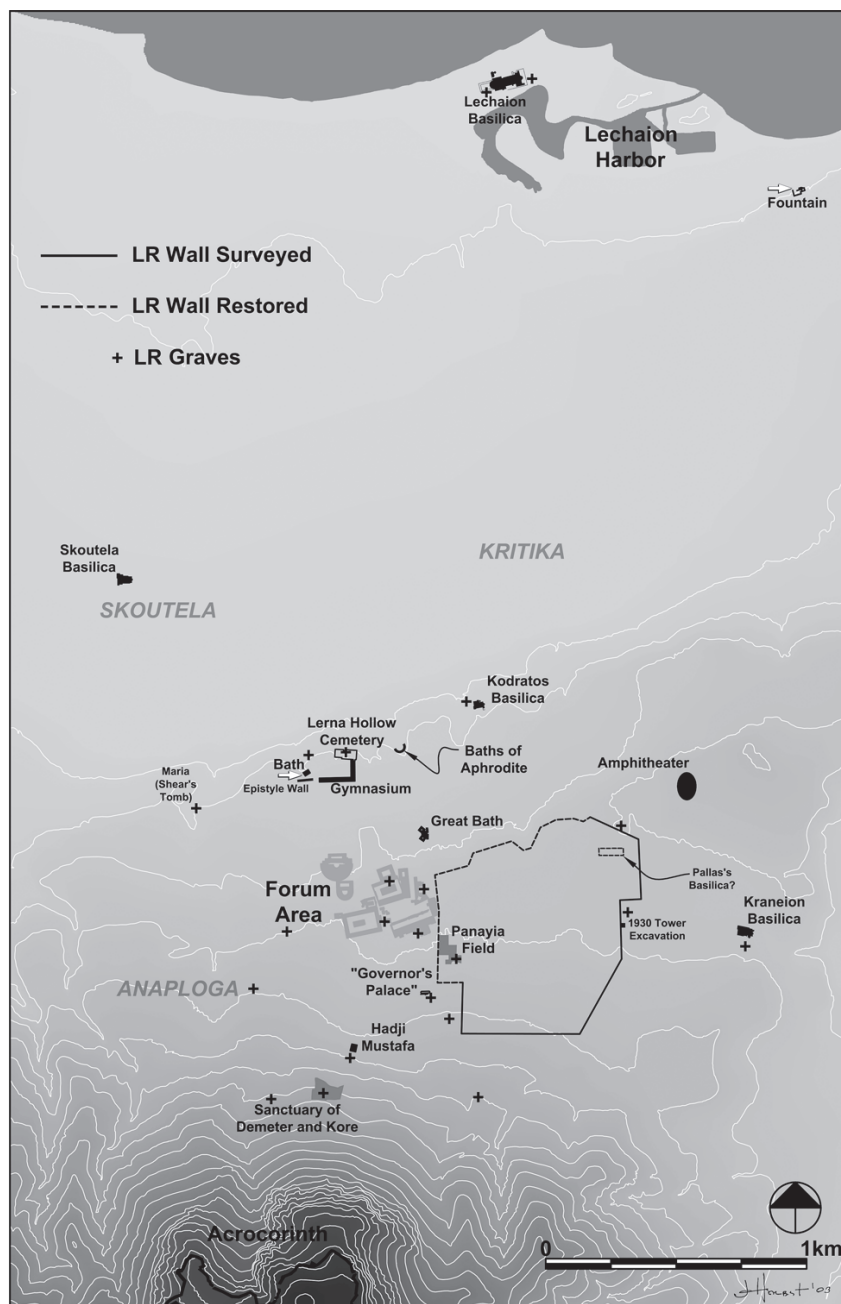 Lechaion
Basilica
Lechaion
Harbor
Fountain
LR Wall Surveyed
LR Wall Restored
LR Graves
KRITIKA
Skoutela
Basilica
SKOUTELA
Kodratos
Basilica
Lerna Hollow
Cemetery
Baths of
Aphrodite
Bath
Epistyle Wall
Gymnasium
Maria
(Shear's
Tomb)
Amphitheater
Great Bath
Pallas's
Basilica?
Forum
Area
Kraneion
Basilica
1930 Tower
Excavation
Panayia
Field
"Governor's
Palace"
ANAPLOGA
Hadji
Mustafa
Sanctuary of
Demeter and Kore
Acrocorinth
0 1km
J Herbst '03